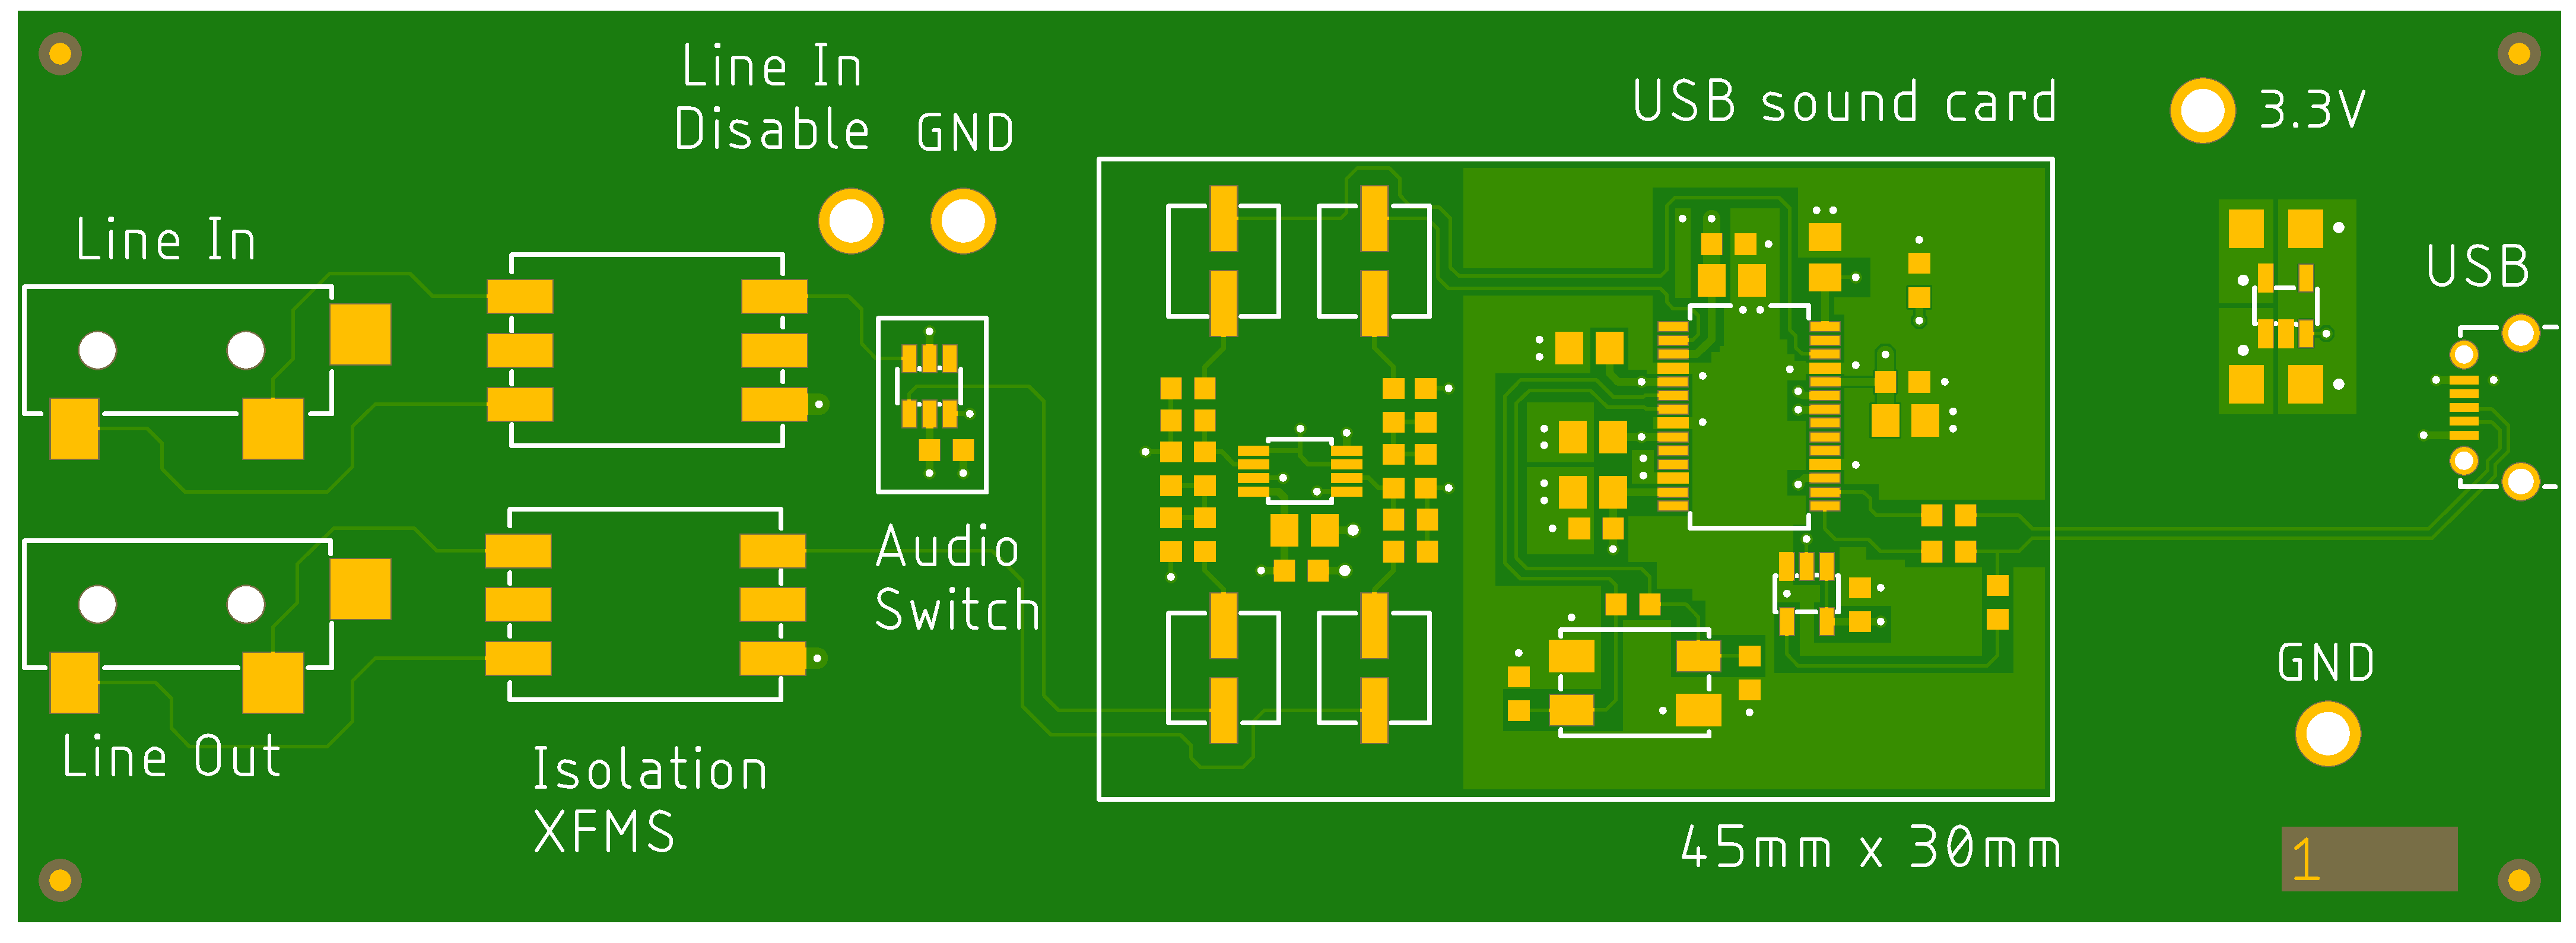 Line In
Disable
GND
USB sound card
3.3V
Line In
USB
Audio
Switch
GND
Line Out
Isolation
XFMS
45mm x 30mm
1